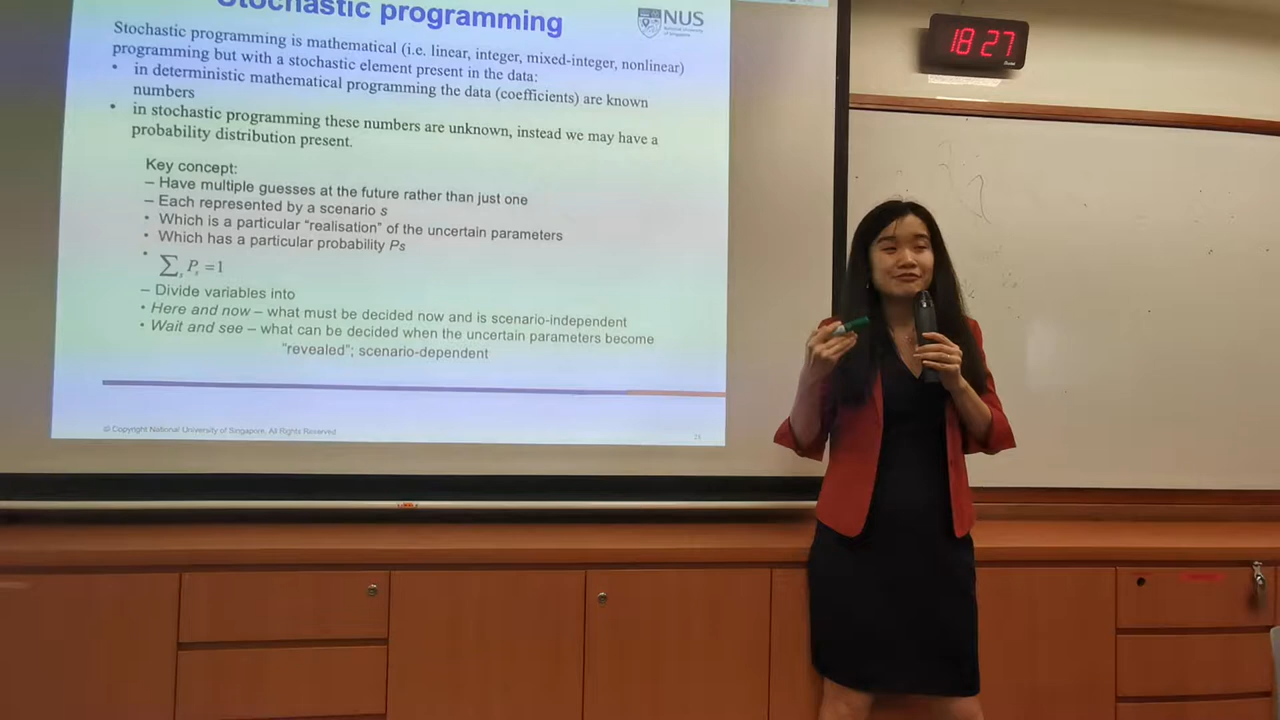 Stochastic programming
NUS
National University
of Singapore
Stochastic programming is mathematical (i.e. linear, integer, mixed-integer, nonlinear)
programming but with a stochastic element present in the data:
• in deterministic mathematical programming the data (coefficients) are known
numbers
• in stochastic programming these numbers are unknown, instead we may have a
probability distribution present.
Key concept:
– Have multiple guesses at the future rather than just one
– Each represented by a scenario s
• Which is a particular "realisation" of the uncertain parameters
• Which has a particular probability Ps
• ∑s Ps = 1
– Divide variables into
• Here and now – what must be decided now and is scenario-independent
• Wait and see – what can be decided when the uncertain parameters become
"revealed"; scenario-dependent
© Copyright National University of Singapore. All Rights Reserved
21
18 27